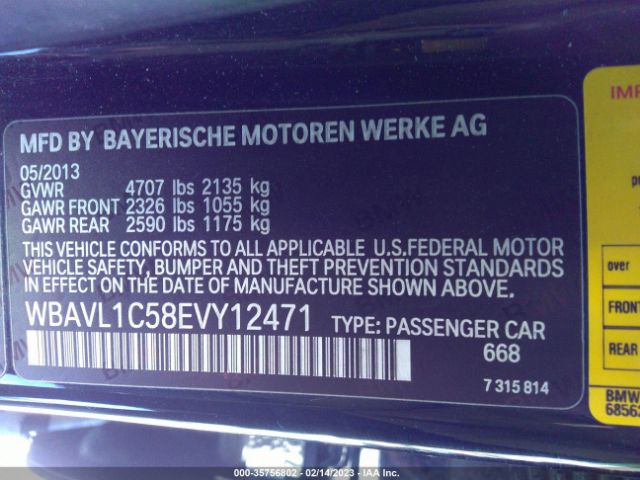 MFD BY BAYERISCHE MOTOREN WERKE AG
05/2013
GVWR 4707 lbs 2135 kg
GAWR FRONT 2326 lbs 1055 kg
GAWR REAR 2590 lbs 1175 kg
THIS VEHICLE CONFORMS TO ALL APPLICABLE U.S.FEDERAL MOTOR
VEHICLE SAFETY, BUMPER AND THEFT PREVENTION STANDARDS
IN EFFECT ON THE DATE OF MANUFACTURE SHOWN ABOVE.
WBAVL1C58EVY12471 TYPE: PASSENGER CAR
668
7 315 814
over
FRONT
REAR
BMW
000-35756802 - 02/14/2023 - IAA Inc.